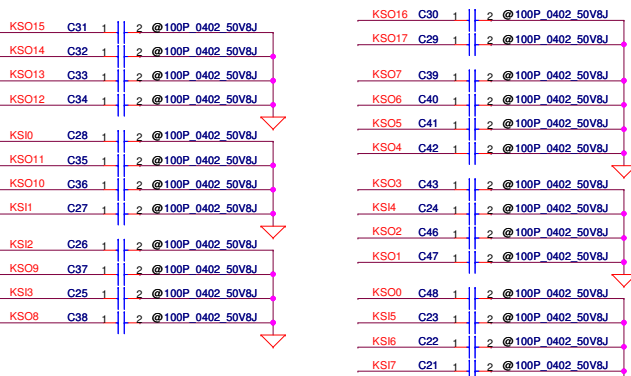 KSO15 C31 1 2 @100P_0402_50V8J
KSO14 C32 1 2 @100P_0402_50V8J
KSO13 C33 1 2 @100P_0402_50V8J
KSO12 C34 1 2 @100P_0402_50V8J
KSI0 C28 1 2 @100P_0402_50V8J
KSO11 C35 1 2 @100P_0402_50V8J
KSO10 C36 1 2 @100P_0402_50V8J
KSI1 C27 1 2 @100P_0402_50V8J
KSI2 C26 1 2 @100P_0402_50V8J
KSO9 C37 1 2 @100P_0402_50V8J
KSI3 C25 1 2 @100P_0402_50V8J
KSO8 C38 1 2 @100P_0402_50V8J
KSO16 C30 1 2 @100P_0402_50V8J
KSO17 C29 1 2 @100P_0402_50V8J
KSO7 C39 1 2 @100P_0402_50V8J
KSO6 C40 1 2 @100P_0402_50V8J
KSO5 C41 1 2 @100P_0402_50V8J
KSO4 C42 1 2 @100P_0402_50V8J
KSO3 C43 1 2 @100P_0402_50V8J
KSI4 C24 1 2 @100P_0402_50V8J
KSO2 C46 1 2 @100P_0402_50V8J
KSO1 C47 1 2 @100P_0402_50V8J
KSO0 C48 1 2 @100P_0402_50V8J
KSI5 C23 1 2 @100P_0402_50V8J
KSI6 C22 1 2 @100P_0402_50V8J
KSI7 C21 1 2 @100P_0402_50V8J